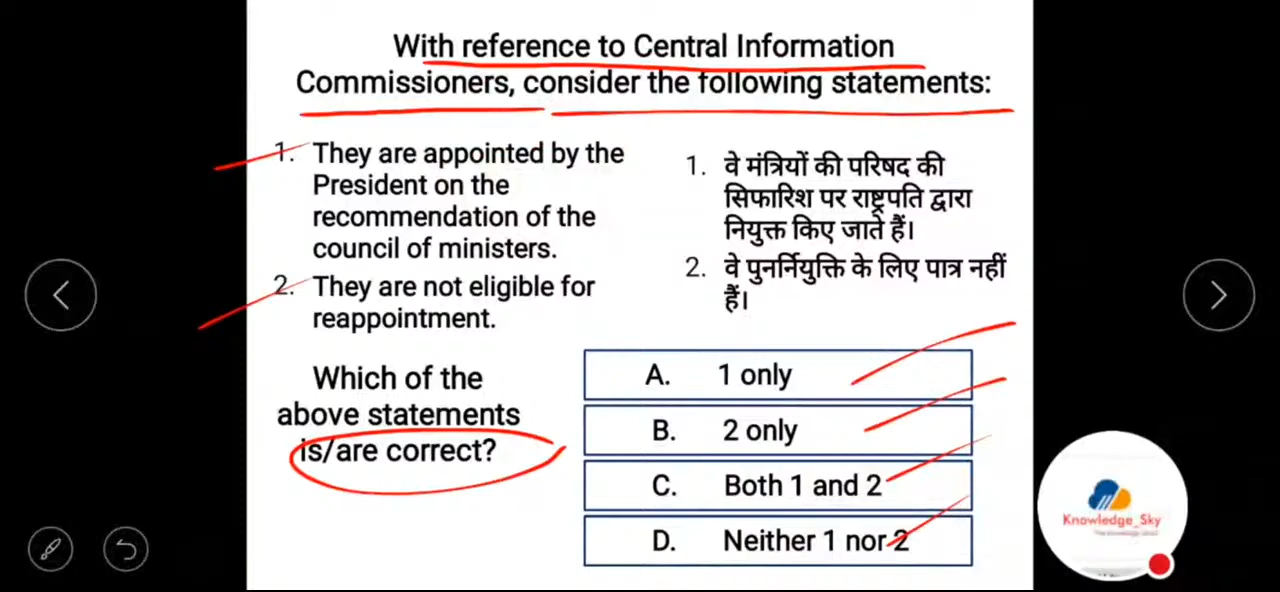 With reference to Central Information
Commissioners, consider the following statements:
1. They are appointed by the
President on the
recommendation of the
council of ministers.
2. They are not eligible for
reappointment.
1. वे मंत्रियों की परिषद की
सिफारिश पर राष्ट्रपति द्वारा
नियुक्त किए जाते हैं।
2. वे पुनर्नियुक्ति के लिए पात्र नहीं
हैं।
Which of the
above statements
is/are correct?
A. 1 only
B. 2 only
C. Both 1 and 2
D. Neither 1 nor 2
Knowledge_Sky